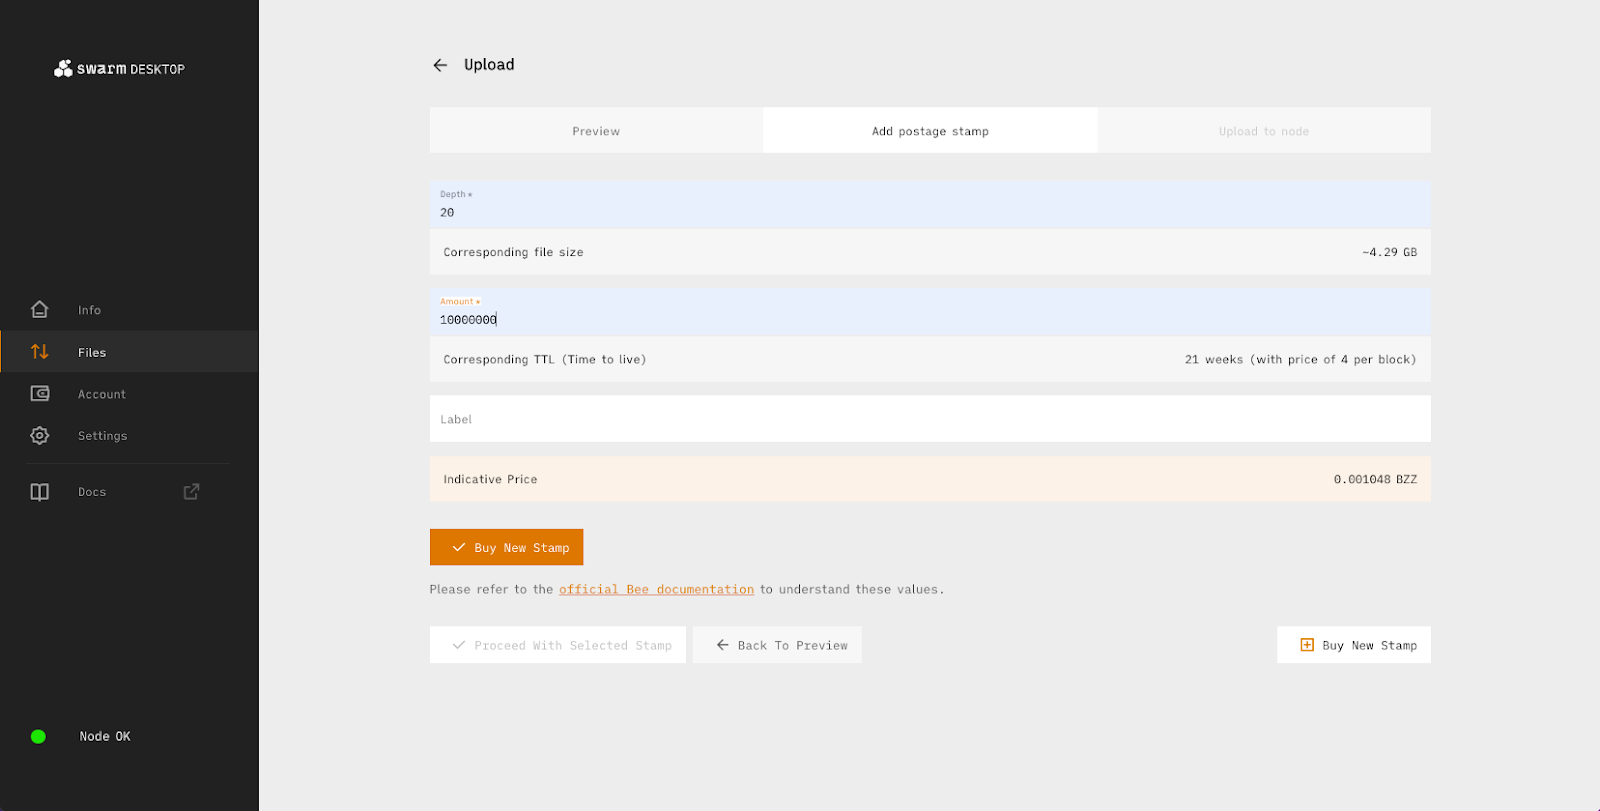 swarm DESKTOP
Info
Files
Account
Settings
Docs
Node OK
Upload
Preview
Add postage stamp
Upload to node
Depth *
20
Corresponding file size ~4.29 GB
Amount *
10000000
Corresponding TTL (Time to live) 21 weeks (with price of 4 per block)
Label
Indicative Price 0.001048 BZZ
Buy New Stamp
Please refer to the official Bee documentation to understand these values.
Proceed With Selected Stamp
Back To Preview
Buy New Stamp